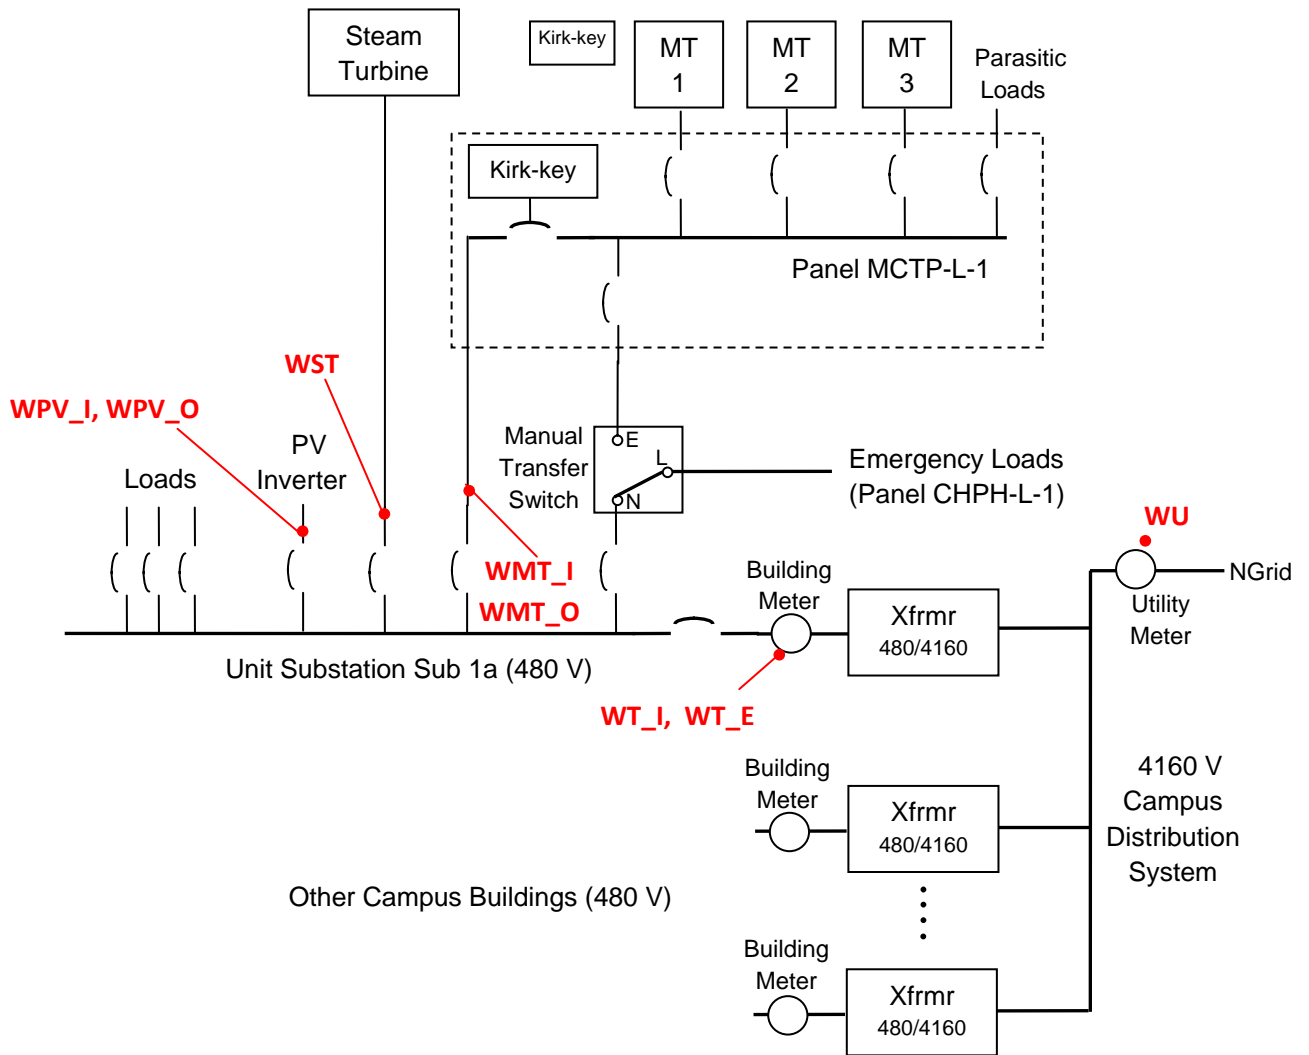 Steam
Turbine
Kirk-key
MT
1
MT
2
MT
3
Parasitic
Loads
Kirk-key
Panel MCTP-L-1
WST
WPV_I, WPV_O
PV
Inverter
Loads
Manual
Transfer
Switch
E
L
N
Emergency Loads
(Panel CHPH-L-1)
WU
WMT_I
WMT_O
Building
Meter
Xfrmr
480/4160
NGrid
Utility
Meter
Unit Substation Sub 1a (480 V)
WT_I, WT_E
Building
Meter
Xfrmr
480/4160
4160 V
Campus
Distribution
System
Other Campus Buildings (480 V)
Building
Meter
Xfrmr
480/4160